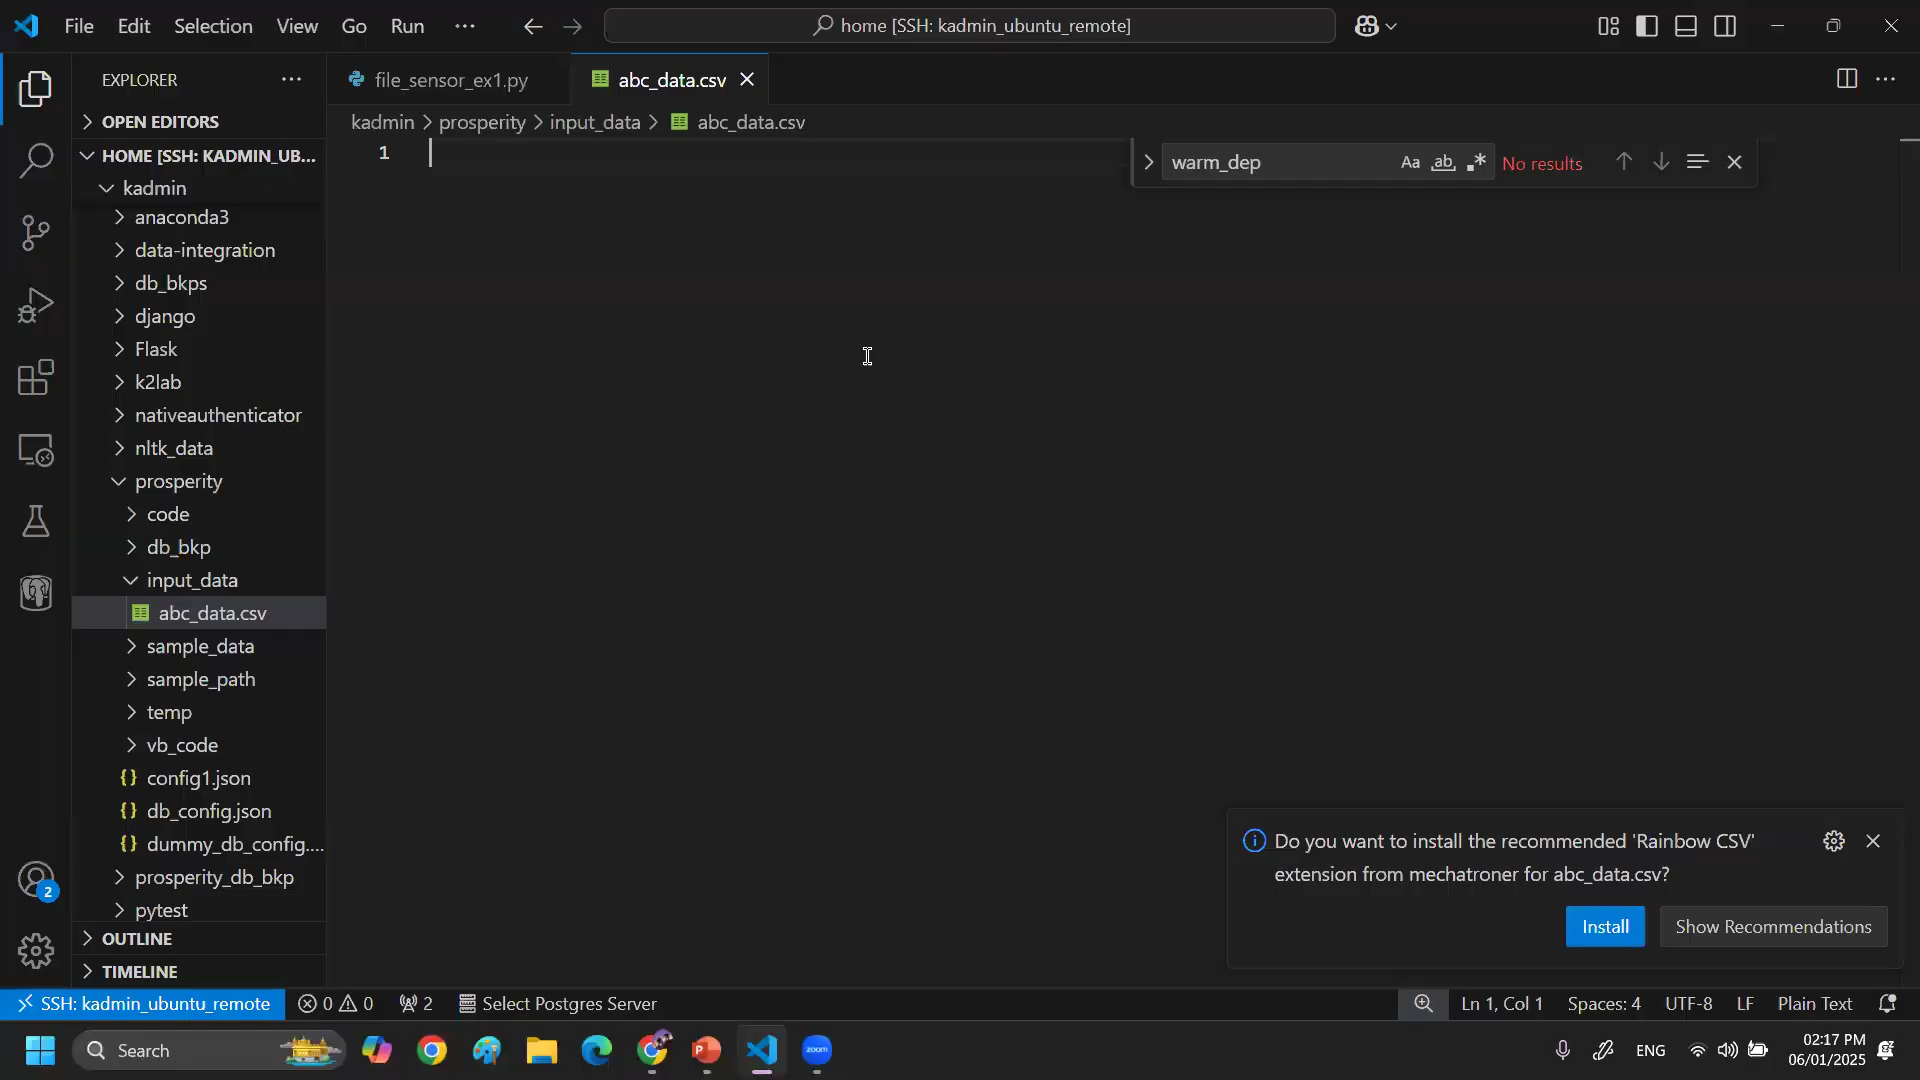 File Edit Selection View Go Run ···
home [SSH: kadmin_ubuntu_remote]
EXPLORER ···
file_sensor_ex1.py
abc_data.csv
OPEN EDITORS
kadmin > prosperity > input_data > abc_data.csv
HOME [SSH: KADMIN_UB...
1
warm_dep Aa ab .* No results
kadmin
anaconda3
data-integration
db_bkps
django
Flask
k2lab
nativeauthenticator
nltk_data
prosperity
code
db_bkp
input_data
abc_data.csv
sample_data
sample_path
temp
vb_code
{} config1.json
{} db_config.json
{} dummy_db_config....
prosperity_db_bkp
pytest
OUTLINE
TIMELINE
Do you want to install the recommended 'Rainbow CSV'
extension from mechatroner for abc_data.csv?
Install
Show Recommendations
2
SSH: kadmin_ubuntu_remote 0 0 2 Select Postgres Server
Ln 1, Col 1 Spaces: 4 UTF-8 LF Plain Text
Search
P
zoom
ENG
02:17 PM
06/01/2025